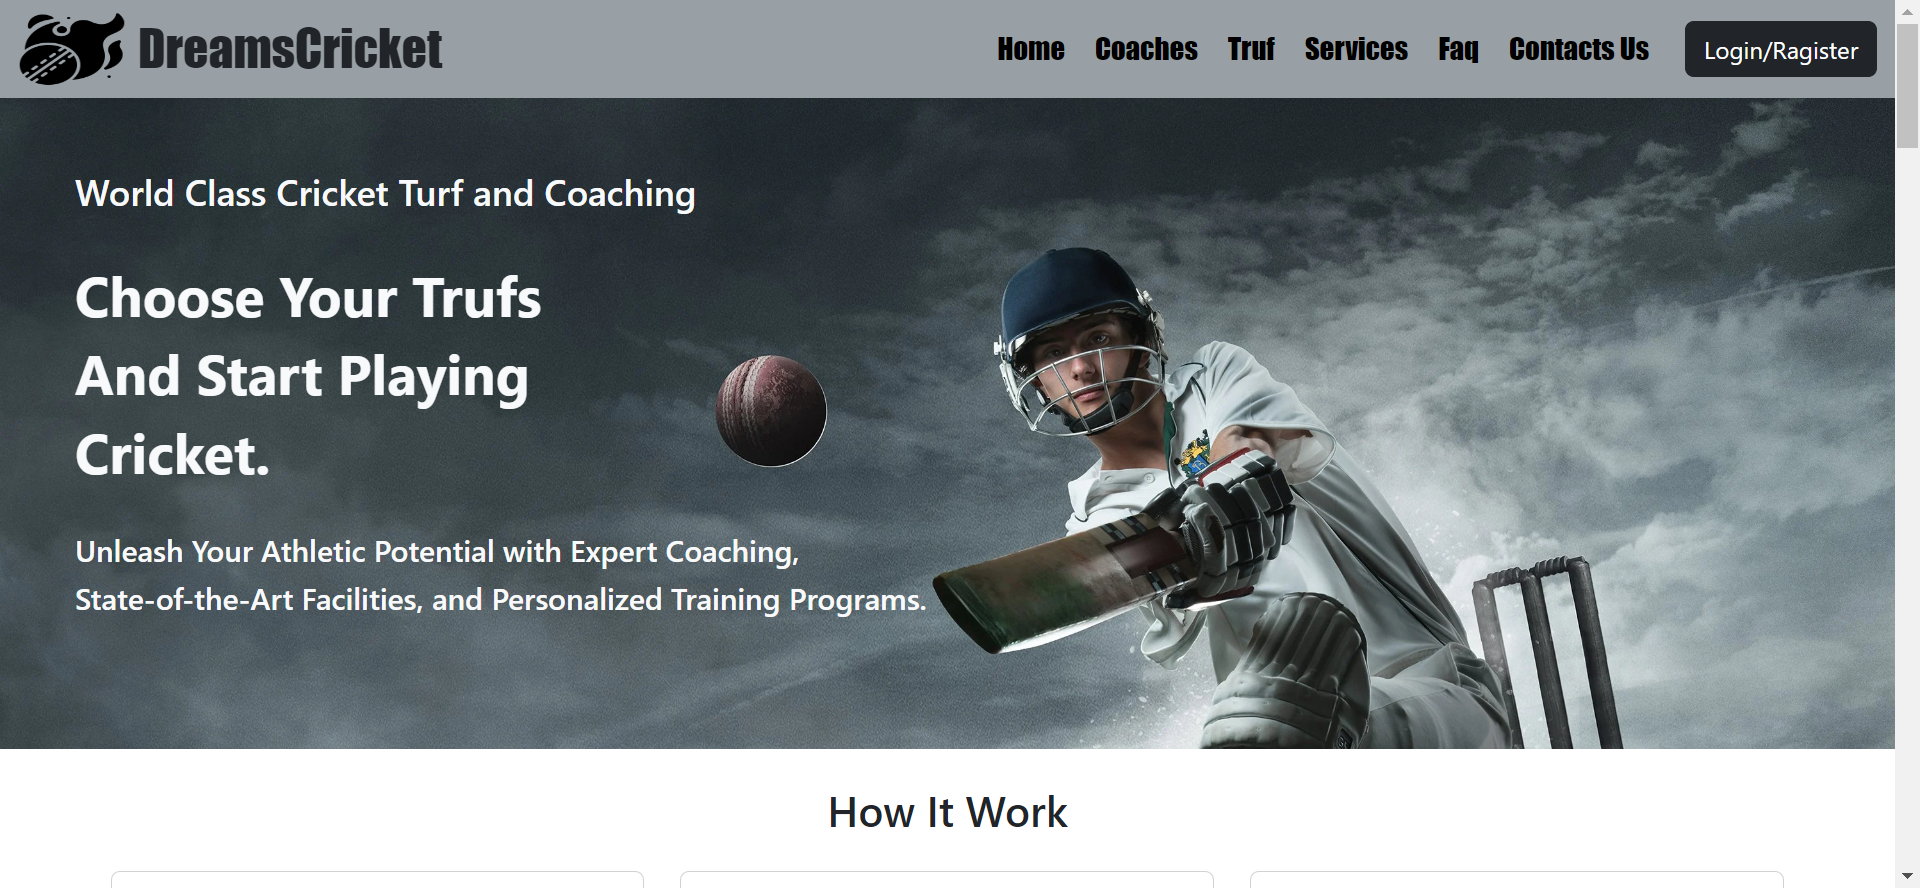 DreamsCricket
Home Coaches Truf Services Faq Contacts Us Login/Ragister
World Class Cricket Turf and Coaching
Choose Your Trufs
And Start Playing
Cricket.
Unleash Your Athletic Potential with Expert Coaching,
State-of-the-Art Facilities, and Personalized Training Programs.
How It Work